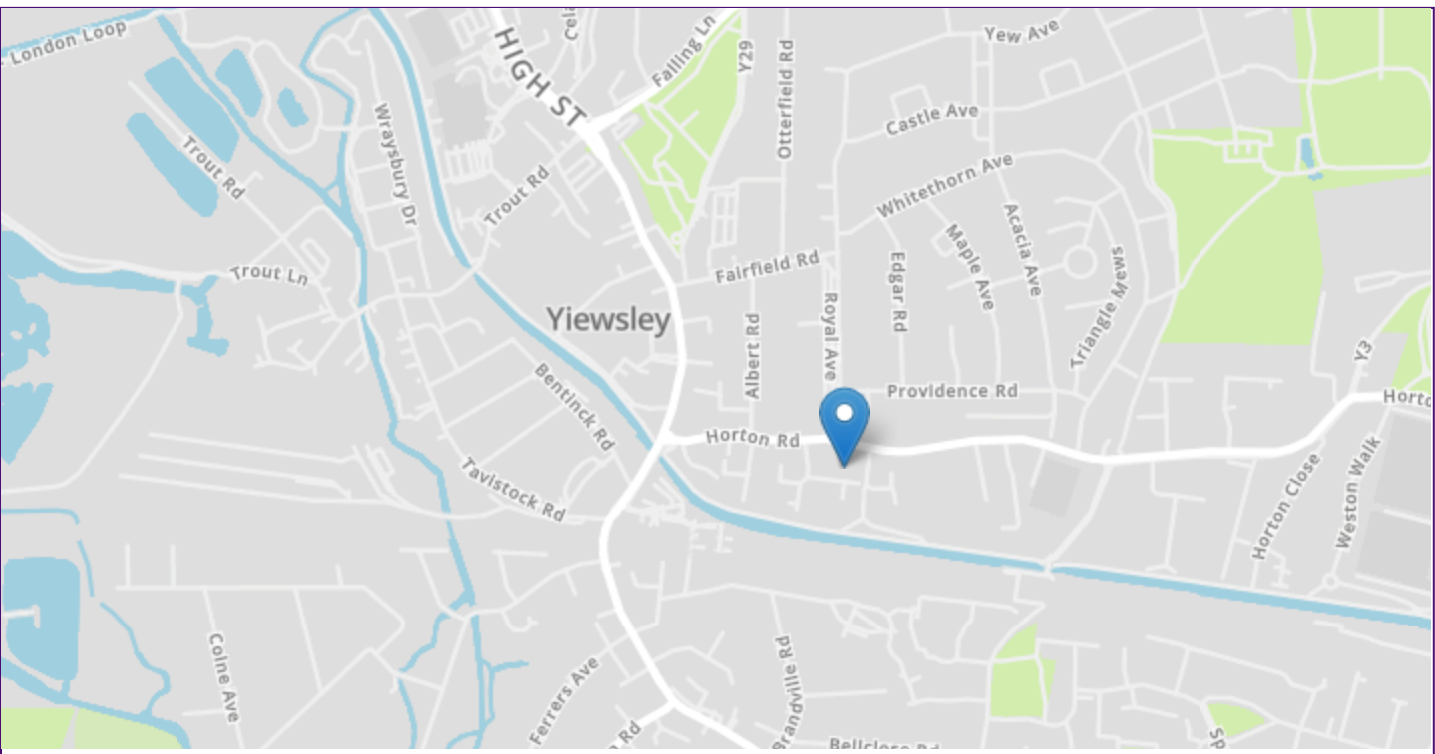 London Loop
HIGH ST
Falling Ln
Y29
Otterfield Rd
Yew Ave
Castle Ave
Wraysbury Dr
Trout Rd
Trout Rd
Whitethorn Ave
Acacia Ave
Maple Ave
Edgar Rd
Triangle Mews
Fairfield Rd
Trout Ln
Yiewsley
Royal Ave
Albert Rd
Y3
Bentinck Rd
Providence Rd
Horton Rd
Tavistock Rd
Horton Close
Weston Walk
Colne Ave
Ferrers Ave
Brandville Rd
Rd